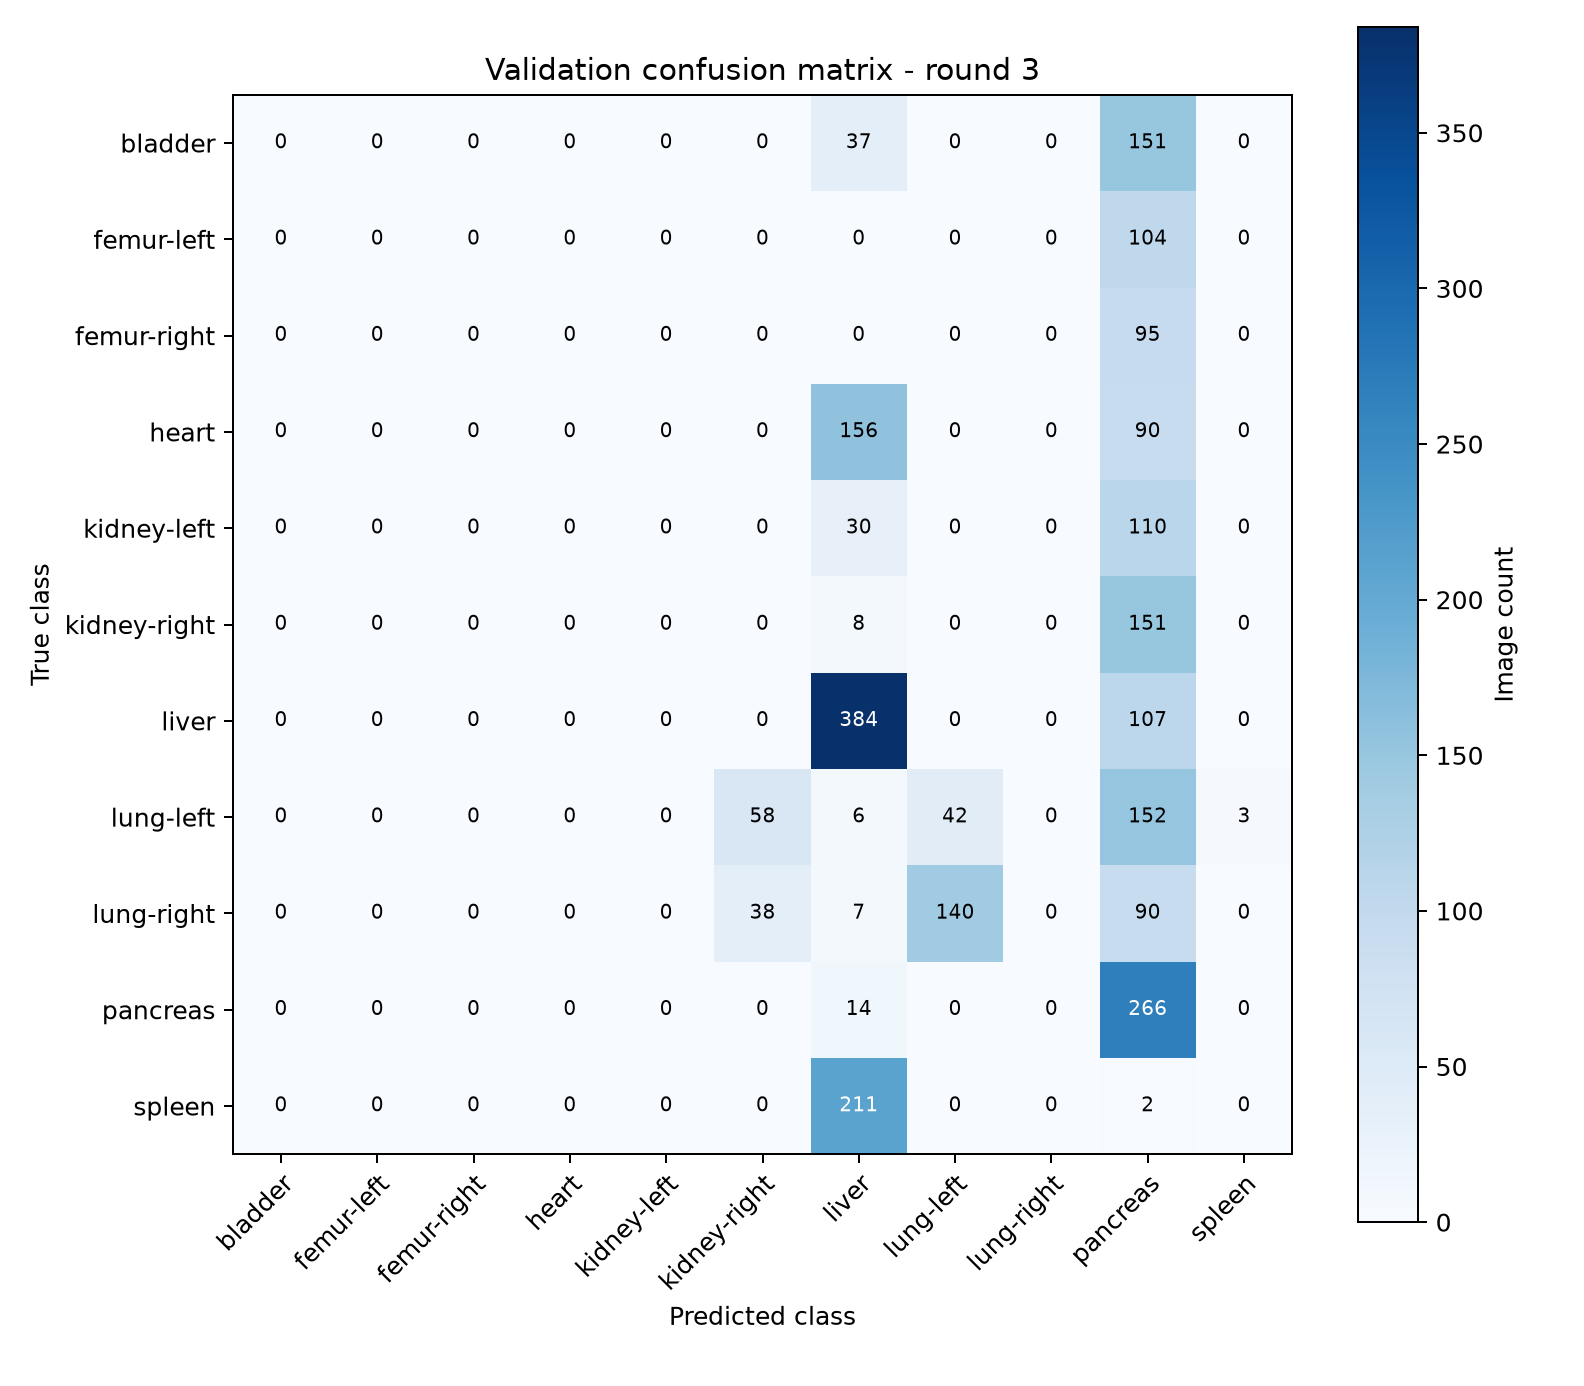 Validation confusion matrix - round 3
bladder 0 0 0 0 0 0 37 0 0 151 0
femur-left 0 0 0 0 0 0 0 0 0 104 0
femur-right 0 0 0 0 0 0 0 0 0 95 0
heart 0 0 0 0 0 0 156 0 0 90 0
kidney-left 0 0 0 0 0 0 30 0 0 110 0
kidney-right 0 0 0 0 0 0 8 0 0 151 0
liver 0 0 0 0 0 0 384 0 0 107 0
lung-left 0 0 0 0 0 58 6 42 0 152 3
lung-right 0 0 0 0 0 38 7 140 0 90 0
pancreas 0 0 0 0 0 0 14 0 0 266 0
spleen 0 0 0 0 0 0 211 0 0 2 0
True class
bladder femur-left femur-right heart kidney-left kidney-right liver lung-left lung-right pancreas spleen
Predicted class
350
300
250
200
150
100
50
0
Image count